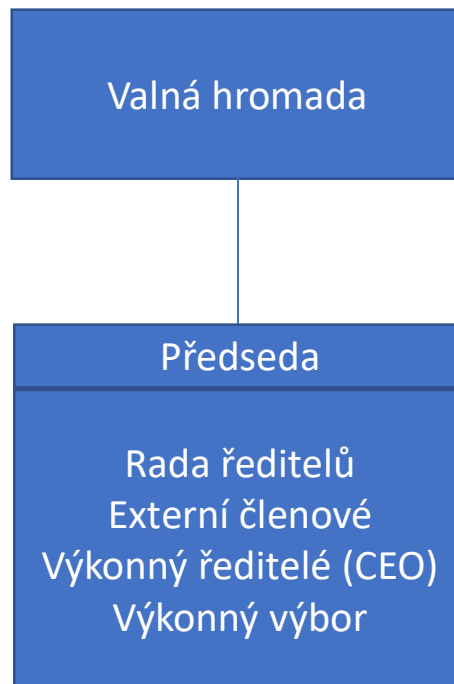 Valná hromada
Předseda
Rada ředitelů
Externí členové
Výkonný ředitelé (CEO)
Výkonný výbor